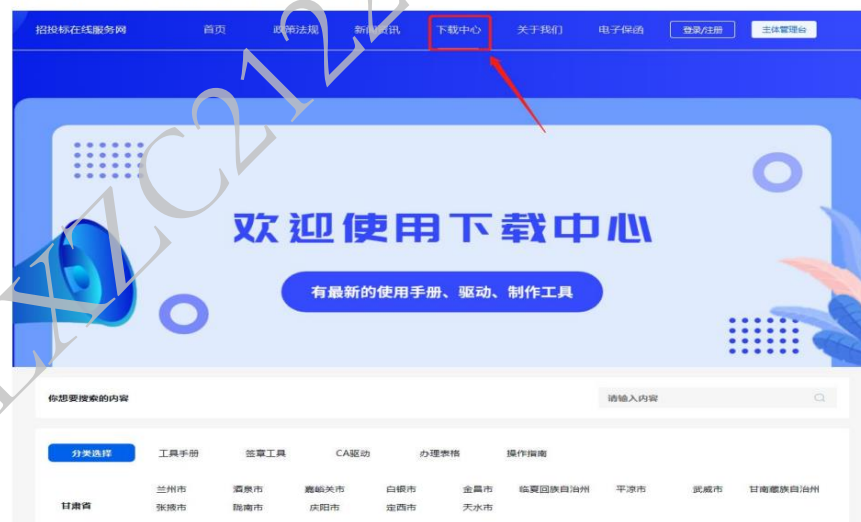 招投标在线服务网 首页 政策法规 新闻资讯 下载中心 关于我们 电子保函 登录/注册 主体管理台
欢迎使用下载中心
有最新的使用手册、驱动、制作工具
你想要搜索的内容 请输入内容
分类选择 工具手册 签章工具 CA驱动 办理表格 操作指南
兰州市 酒泉市 嘉峪关市 白银市 金昌市 临夏回族自治州 平凉市 武威市 甘南藏族自治州
甘肃省 张掖市 陇南市 庆阳市 定西市 天水市